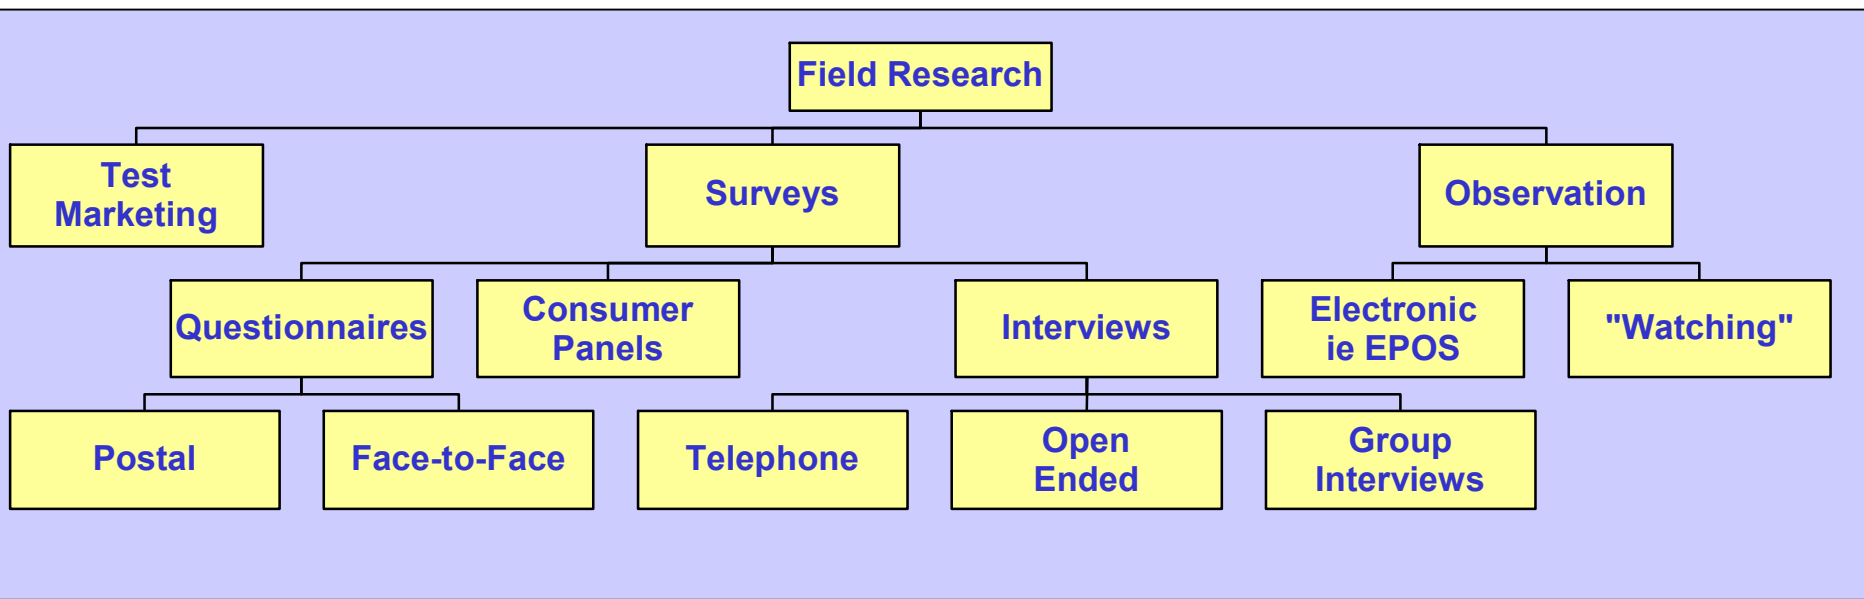 Field Research
Test
Marketing
Surveys
Observation
Questionnaires
Consumer
Panels
Interviews
Electronic
ie EPOS
"Watching"
Postal
Face-to-Face
Telephone
Open
Ended
Group
Interviews